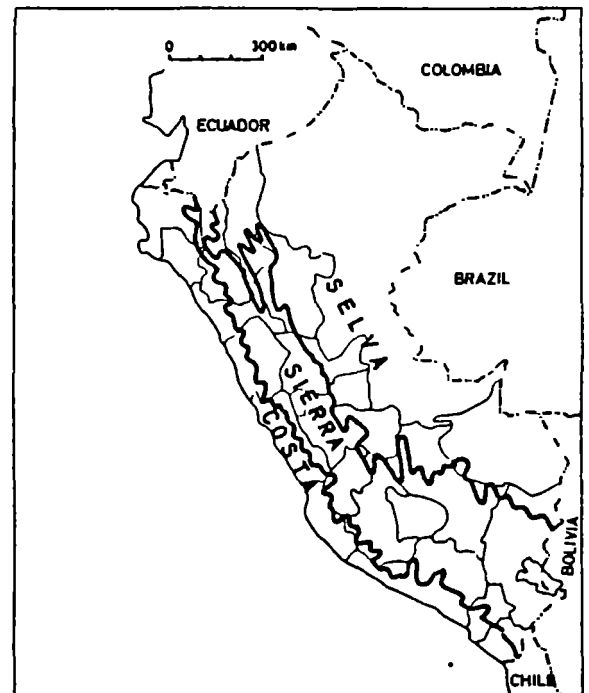 0 300 km
COLOMBIA
ECUADOR
BRAZIL
SELVA
SIERRA
COSTA
BOLIVIA
CHILE